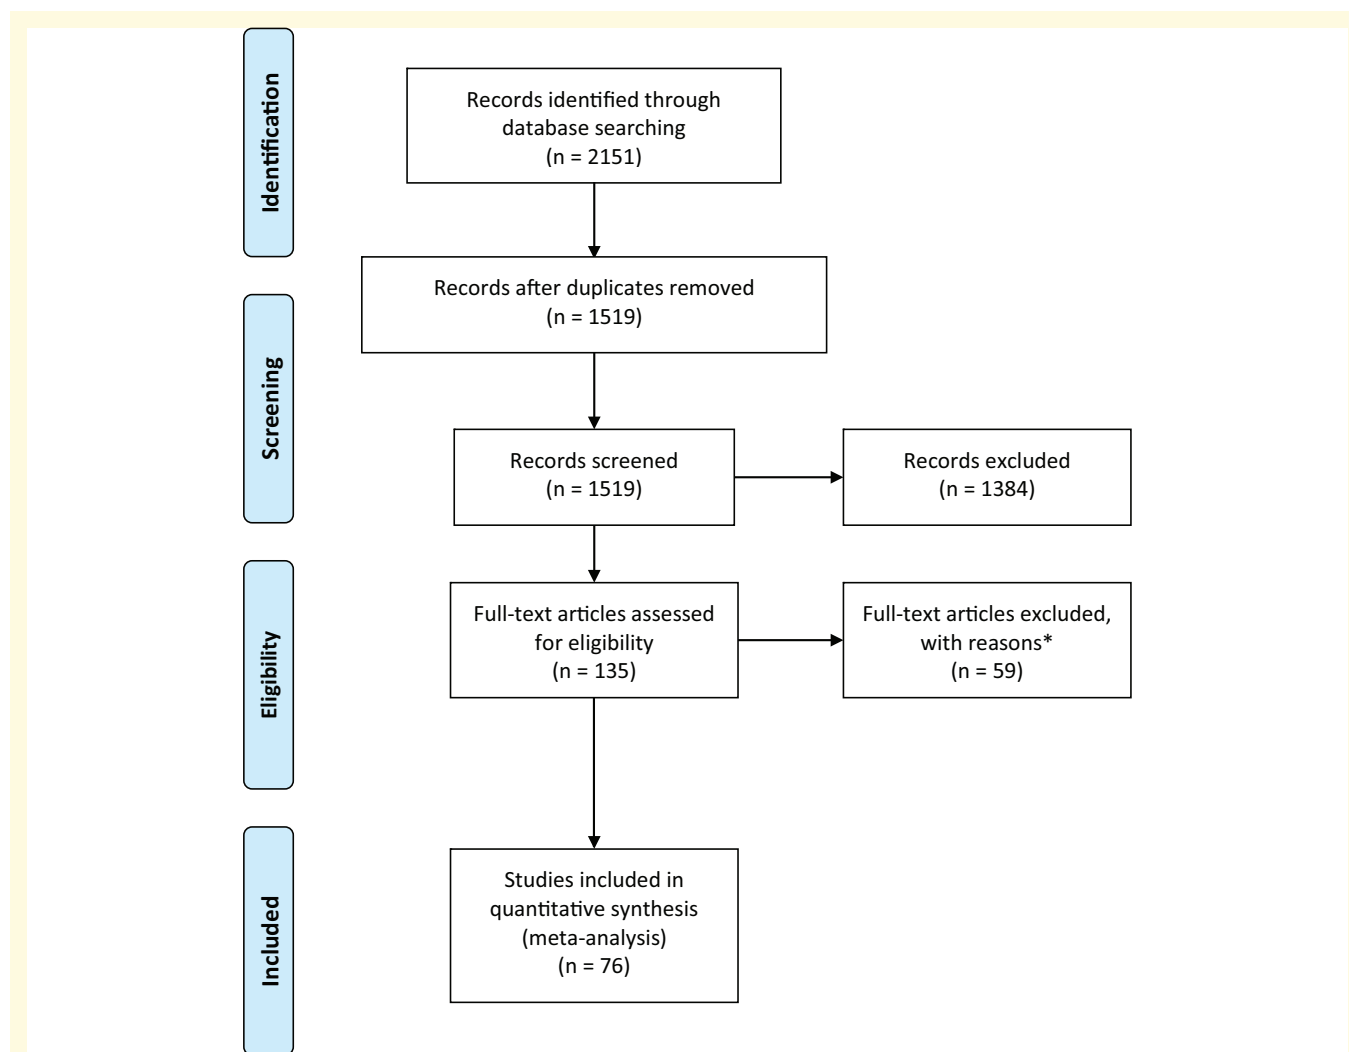 Identification
Records identified through
database searching
(n = 2151)
Records after duplicates removed
(n = 1519)
Screening
Records screened
(n = 1519)
Records excluded
(n = 1384)
Eligibility
Full-text articles assessed
for eligibility
(n = 135)
Full-text articles excluded,
with reasons*
(n = 59)
Included
Studies included in
quantitative synthesis
(meta-analysis)
(n = 76)